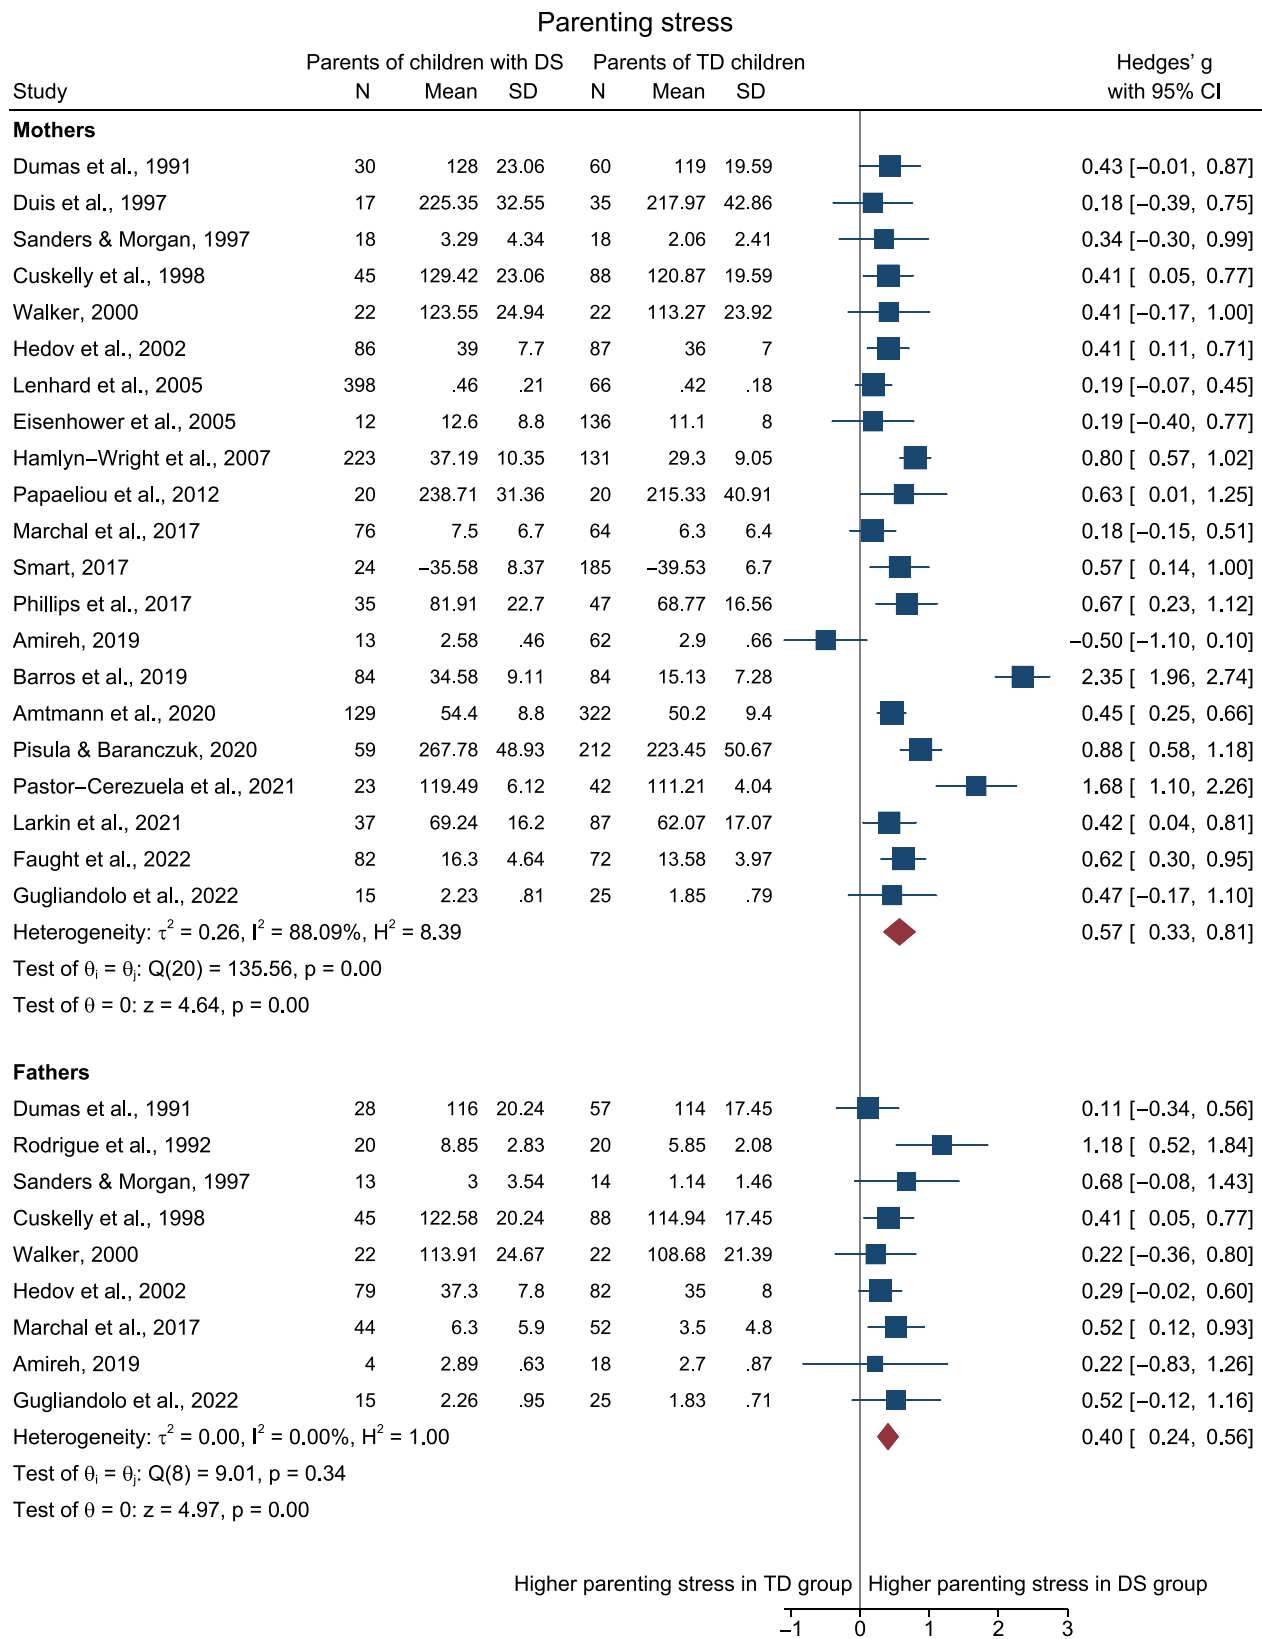 Parenting stress
Parents of children with DS Parents of TD children Hedges' g
Study N Mean SD N Mean SD with 95% CI
Mothers
Dumas et al., 1991 30 128 23.06 60 119 19.59 0.43 [−0.01, 0.87]
Duis et al., 1997 17 225.35 32.55 35 217.97 42.86 0.18 [−0.39, 0.75]
Sanders & Morgan, 1997 18 3.29 4.34 18 2.06 2.41 0.34 [−0.30, 0.99]
Cuskelly et al., 1998 45 129.42 23.06 88 120.87 19.59 0.41 [ 0.05, 0.77]
Walker, 2000 22 123.55 24.94 22 113.27 23.92 0.41 [−0.17, 1.00]
Hedov et al., 2002 86 39 7.7 87 36 7 0.41 [ 0.11, 0.71]
Lenhard et al., 2005 398 .46 .21 66 .42 .18 0.19 [−0.07, 0.45]
Eisenhower et al., 2005 12 12.6 8.8 136 11.1 8 0.19 [−0.40, 0.77]
Hamlyn−Wright et al., 2007 223 37.19 10.35 131 29.3 9.05 0.80 [ 0.57, 1.02]
Papaeliou et al., 2012 20 238.71 31.36 20 215.33 40.91 0.63 [ 0.01, 1.25]
Marchal et al., 2017 76 7.5 6.7 64 6.3 6.4 0.18 [−0.15, 0.51]
Smart, 2017 24 −35.58 8.37 185 −39.53 6.7 0.57 [ 0.14, 1.00]
Phillips et al., 2017 35 81.91 22.7 47 68.77 16.56 0.67 [ 0.23, 1.12]
Amireh, 2019 13 2.58 .46 62 2.9 .66 −0.50 [−1.10, 0.10]
Barros et al., 2019 84 34.58 9.11 84 15.13 7.28 2.35 [ 1.96, 2.74]
Amtmann et al., 2020 129 54.4 8.8 322 50.2 9.4 0.45 [ 0.25, 0.66]
Pisula & Baranczuk, 2020 59 267.78 48.93 212 223.45 50.67 0.88 [ 0.58, 1.18]
Pastor−Cerezuela et al., 2021 23 119.49 6.12 42 111.21 4.04 1.68 [ 1.10, 2.26]
Larkin et al., 2021 37 69.24 16.2 87 62.07 17.07 0.42 [ 0.04, 0.81]
Faught et al., 2022 82 16.3 4.64 72 13.58 3.97 0.62 [ 0.30, 0.95]
Gugliandolo et al., 2022 15 2.23 .81 25 1.85 .79 0.47 [−0.17, 1.10]
Heterogeneity: τ² = 0.26, I² = 88.09%, H² = 8.39 0.57 [ 0.33, 0.81]
Test of θᵢ = θⱼ: Q(20) = 135.56, p = 0.00
Test of θ = 0: z = 4.64, p = 0.00
Fathers
Dumas et al., 1991 28 116 20.24 57 114 17.45 0.11 [−0.34, 0.56]
Rodrigue et al., 1992 20 8.85 2.83 20 5.85 2.08 1.18 [ 0.52, 1.84]
Sanders & Morgan, 1997 13 3 3.54 14 1.14 1.46 0.68 [−0.08, 1.43]
Cuskelly et al., 1998 45 122.58 20.24 88 114.94 17.45 0.41 [ 0.05, 0.77]
Walker, 2000 22 113.91 24.67 22 108.68 21.39 0.22 [−0.36, 0.80]
Hedov et al., 2002 79 37.3 7.8 82 35 8 0.29 [−0.02, 0.60]
Marchal et al., 2017 44 6.3 5.9 52 3.5 4.8 0.52 [ 0.12, 0.93]
Amireh, 2019 4 2.89 .63 18 2.7 .87 0.22 [−0.83, 1.26]
Gugliandolo et al., 2022 15 2.26 .95 25 1.83 .71 0.52 [−0.12, 1.16]
Heterogeneity: τ² = 0.00, I² = 0.00%, H² = 1.00 0.40 [ 0.24, 0.56]
Test of θᵢ = θⱼ: Q(8) = 9.01, p = 0.34
Test of θ = 0: z = 4.97, p = 0.00
Higher parenting stress in TD group Higher parenting stress in DS group
−1 0 1 2 3